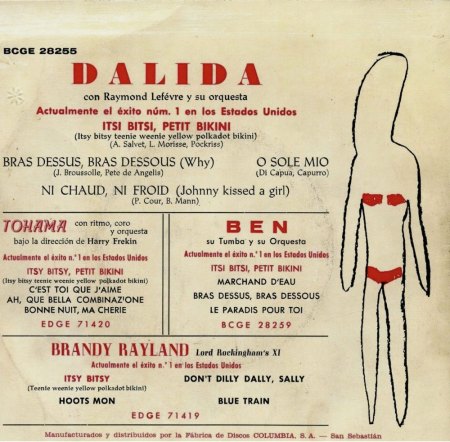 BCGE 28255
DALIDA
con Raymond Lefévre y su orquesta
Actualmente el éxito núm. 1 en los Estados Unidos
ITSI BITSI, PETIT BIKINI
(Itsy bitsy teenie weenie yellow polkadot bikini)
(A. Salvet, L. Morisse, Pockriss)
BRAS DESSUS, BRAS DESSOUS (Why) O SOLE MIO
(J. Broussolle, Pete de Angelis) (Di Capua, Capurro)
NI CHAUD, NI FROID (Johnny kissed a girl)
(P. Cour, B. Mann)
TOHAMA con ritmo, coro
y orquesta
bajo la dirección de Harry Frekin
Actualmente el éxito n.º 1 en los Estados Unidos
ITSY BITSY, PETIT BIKINI
(Itsy bitsy teenie weenie yellow polkadot bikini)
C'EST TOI QUE J'AIME
AH, QUE BELLA COMBINAZ'ONE
BONNE NUIT, MA CHERIE
EDGE 71420
BEN
su Tumba y su Orquesta
Actualmente el éxito n.º 1 en los Estados Unidos
ITSI BITSI, PETIT BIKINI
MARCHAND D'EAU
BRAS DESSUS, BRAS DESSOUS
LE PARADIS POUR TOI
BCGE 28259
BRANDY RAYLAND Lord Rockingham's XI
Actualmente el éxito n.º 1 en los Estados Unidos
ITSY BITSY DON'T DILLY DALLY, SALLY
(Teenie weenie yellow polkadot bikini)
HOOTS MON BLUE TRAIN
EDGE 71419
Manufacturados y distribuidos por la Fábrica de Discos COLUMBIA, S. A. — San Sebastián